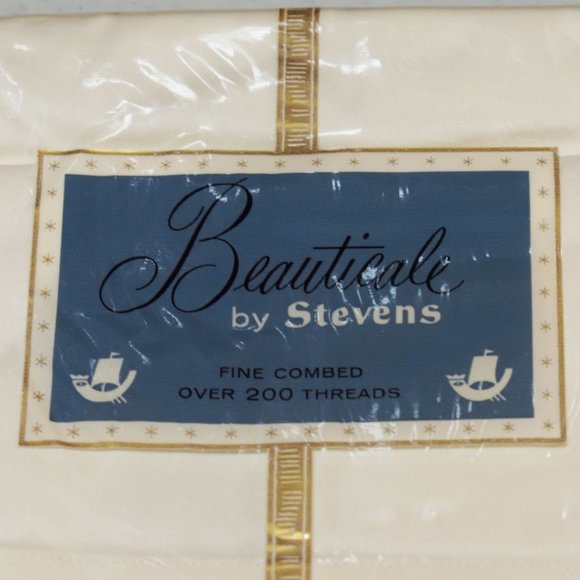 Beauticale
by Stevens
FINE COMBED
OVER 200 THREADS